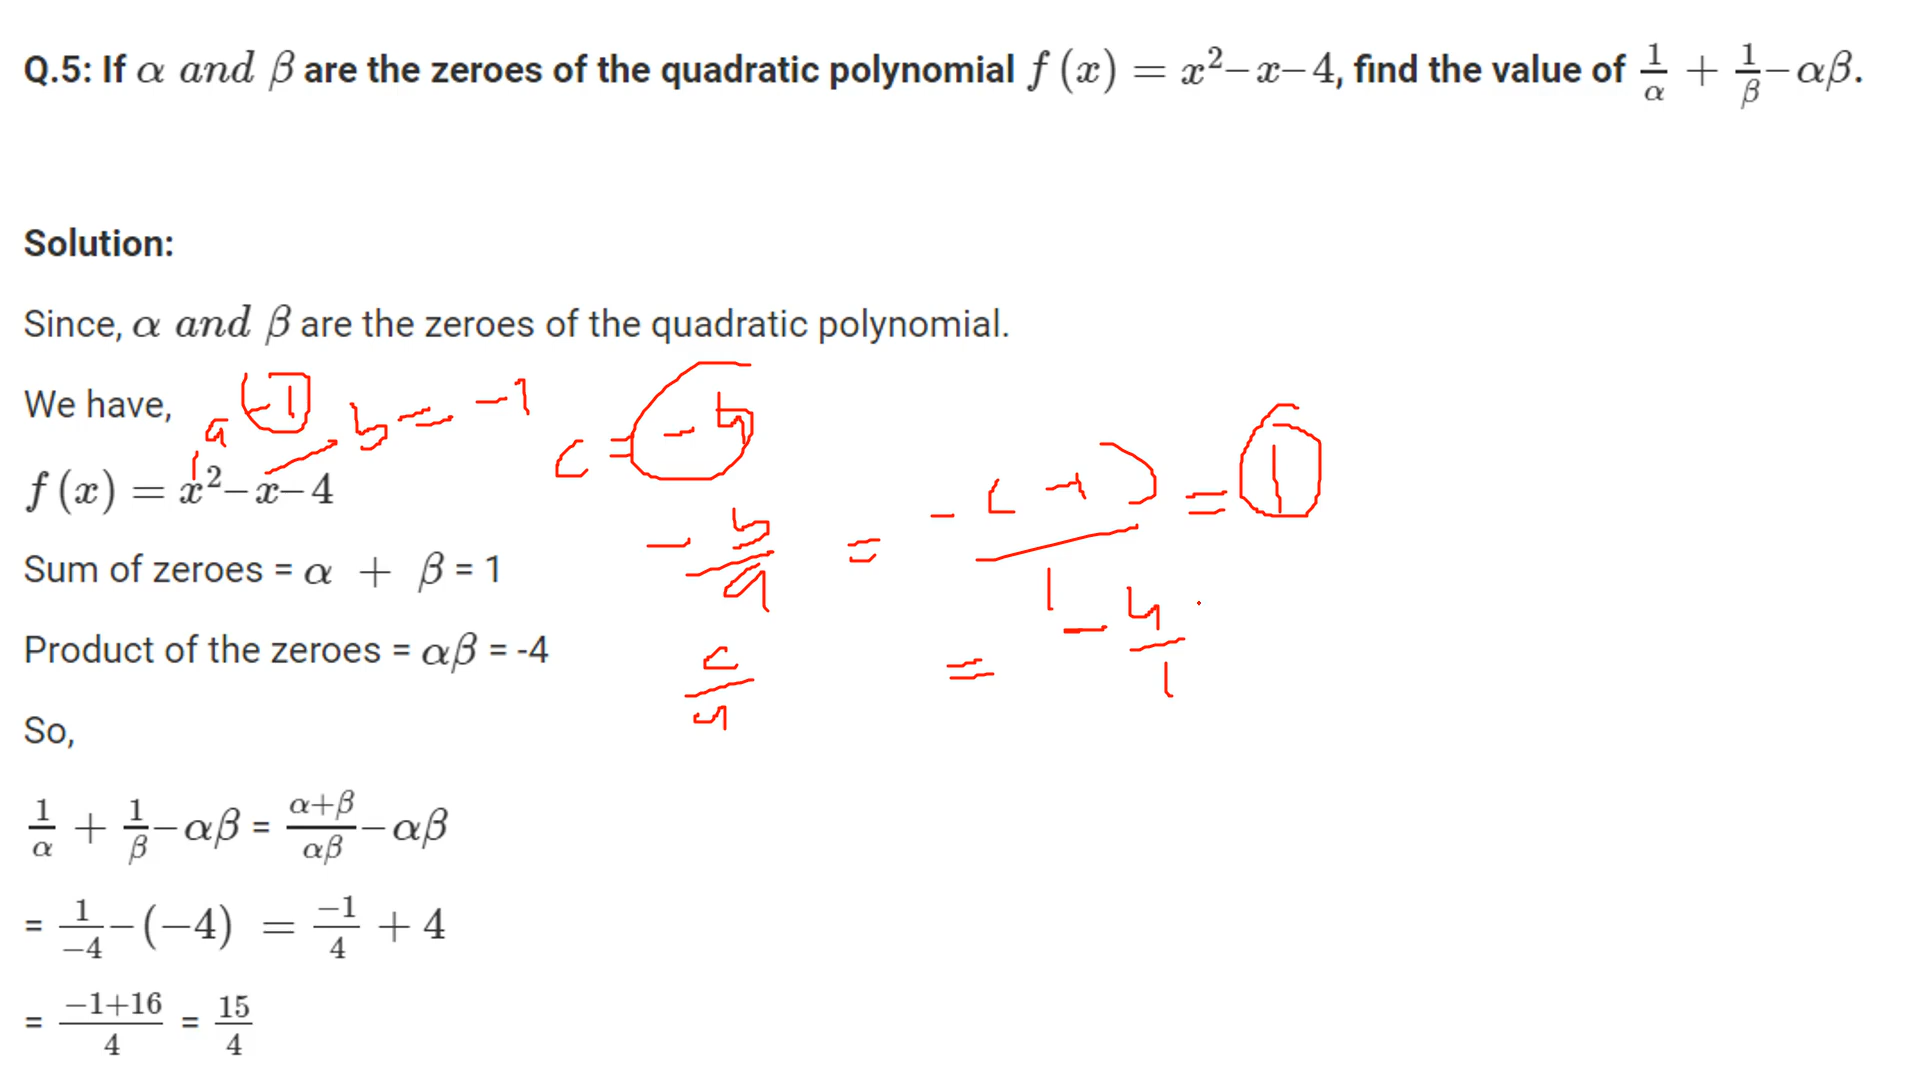 Q.5: If α and β are the zeroes of the quadratic polynomial f (x) = x²−x−4, find the value of 1/α + 1/β−αβ.
Solution:
Since, α and β are the zeroes of the quadratic polynomial.
We have,
a -1 b = -1 c = -4
f (x) = x²−x−4
- b/a = -(-1)/1 = 1
Sum of zeroes = α + β = 1
Product of the zeroes = αβ = -4
c/a = -4/1
So,
1/α + 1/β−αβ = α+β/αβ−αβ
= 1/−4−(−4) = −1/4 + 4
= −1+16/4 = 15/4